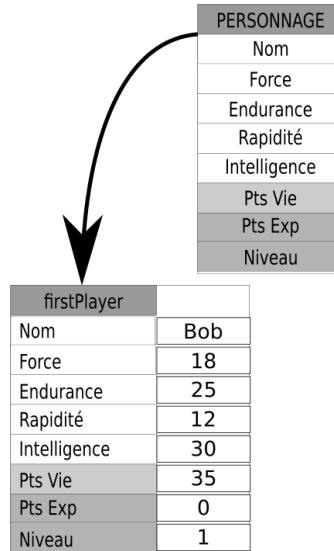 PERSONNAGE
Nom
Force
Endurance
Rapidité
Intelligence
Pts Vie
Pts Exp
Niveau
firstPlayer
Nom Bob
Force 18
Endurance 25
Rapidité 12
Intelligence 30
Pts Vie 35
Pts Exp 0
Niveau 1